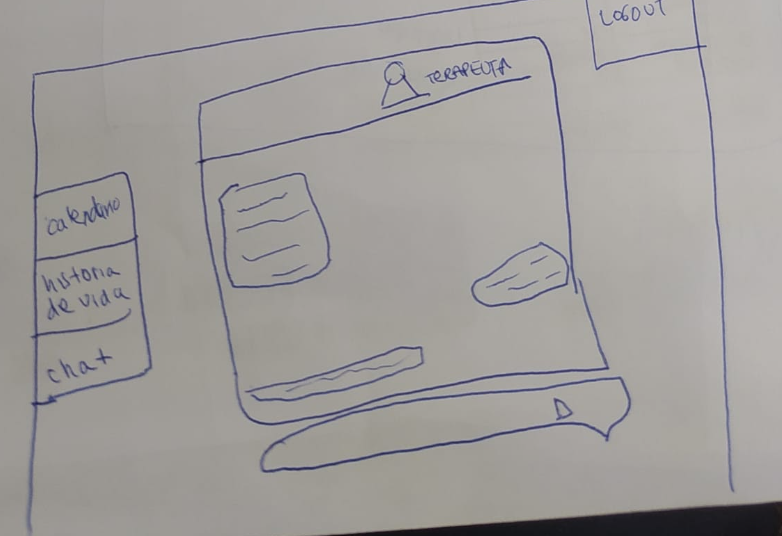 LOGOUT
TERAPEUTA
calendario
historia
de vida
chat